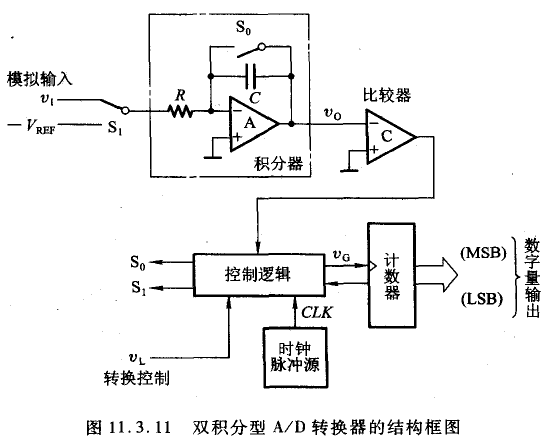 S₀
模拟输入
v_I
R
C
比较器
A
−
+
− V_REF
S₁
v_O
−
+
C
积分器
S₀
S₁
控制逻辑
v_G
计数器
(MSB)
(LSB)
数字量输出
CLK
v_L
转换控制
时钟
脉冲源
图 11.3.11 双积分型 A/D 转换器的结构框图